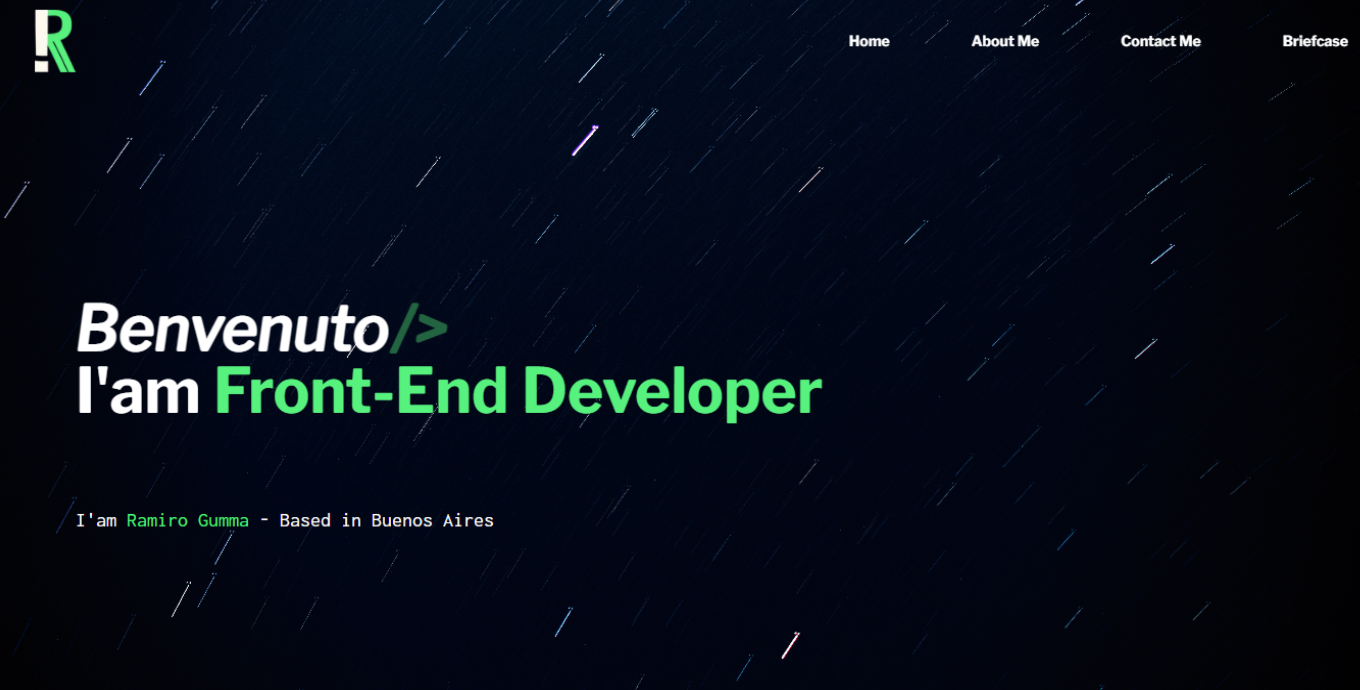 R
Home About Me Contact Me Briefcase
Benvenuto/>
I'am Front-End Developer
I'am Ramiro Gumma - Based in Buenos Aires